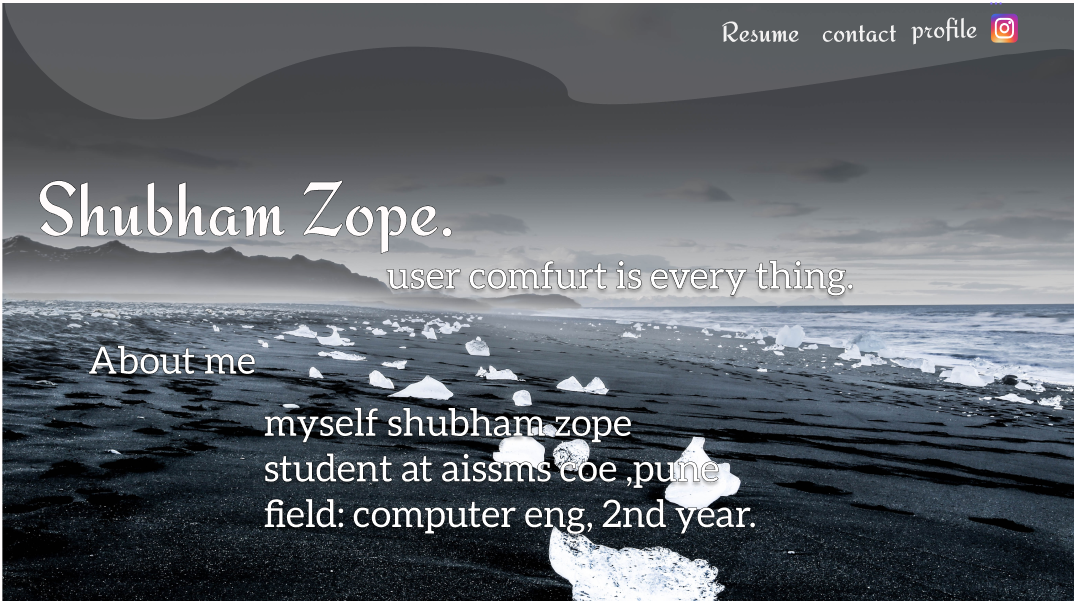 Resume contact profile
Shubham Zope.
user comfurt is every thing.
About me
myself shubham zope
student at aissms coe ,pune
field: computer eng, 2nd year.